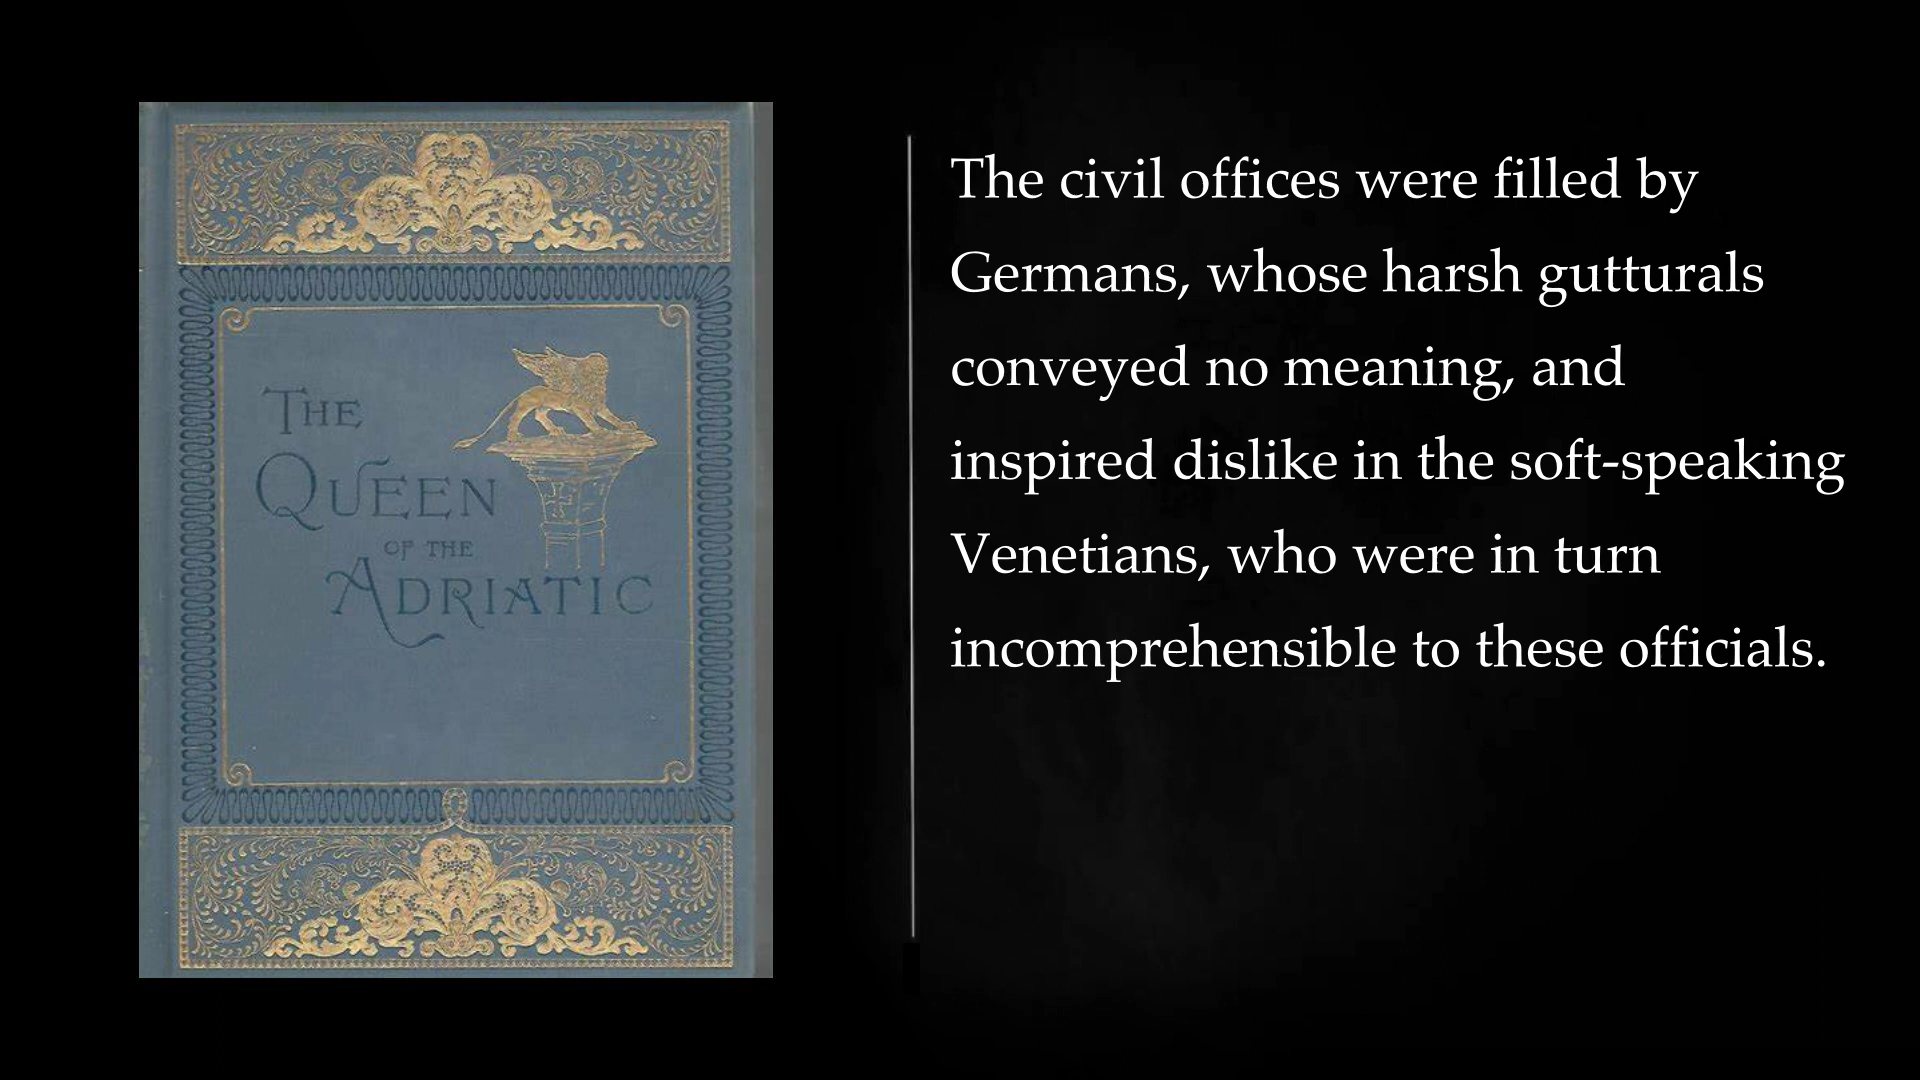 THE
QUEEN
OF THE
ADRIATIC
The civil offices were filled by
Germans, whose harsh gutturals
conveyed no meaning, and
inspired dislike in the soft-speaking
Venetians, who were in turn
incomprehensible to these officials.